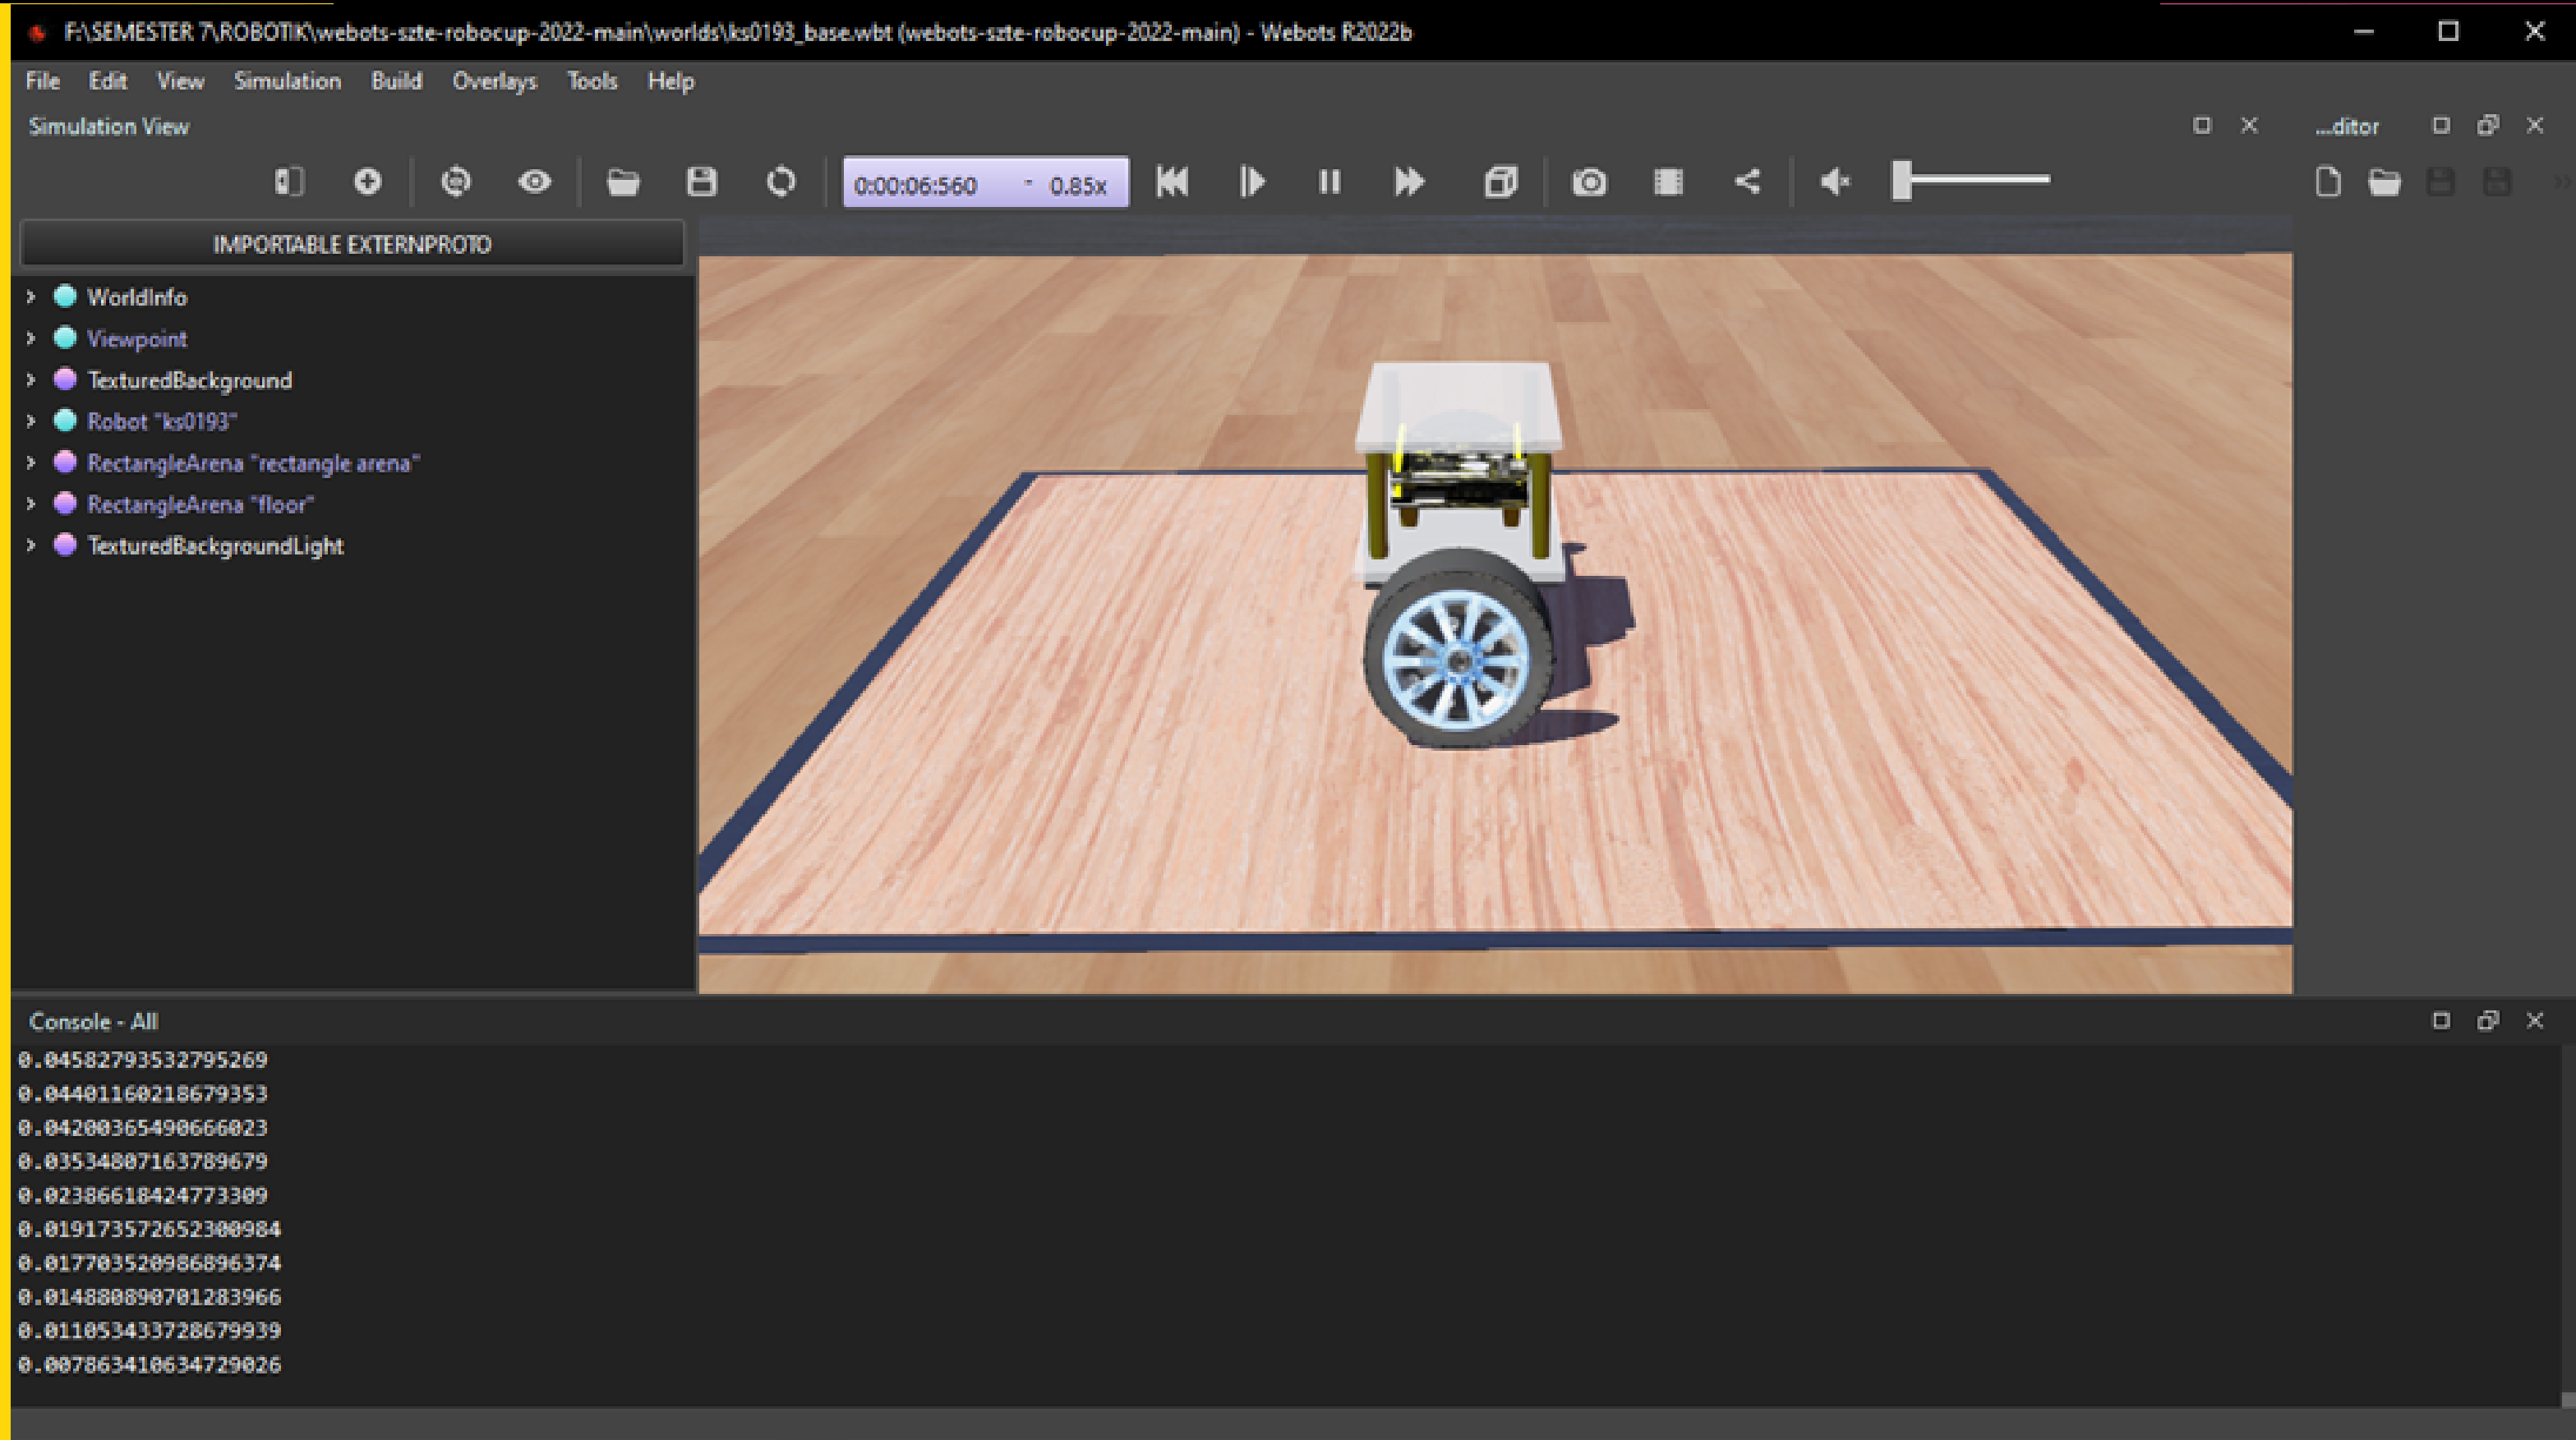 F:\SEMESTER 7\ROBOTIK\webots-szte-robocup-2022-main\worlds\ks0193_base.wbt (webots-szte-robocup-2022-main) - Webots R2022b
File Edit View Simulation Build Overlays Tools Help
Simulation View
...ditor
0:00:06:560 - 0.85x
IMPORTABLE EXTERNPROTO
WorldInfo
Viewpoint
TexturedBackground
Robot "ks0193"
RectangleArena "rectangle arena"
RectangleArena "floor"
TexturedBackgroundLight
Console - All
0.04582793532795269
0.04401160218679353
0.04200365490666023
0.03534807163789679
0.02386618424773309
0.019173572652300984
0.017703520986896374
0.014880890701283966
0.011053433728679939
0.007863410634729026